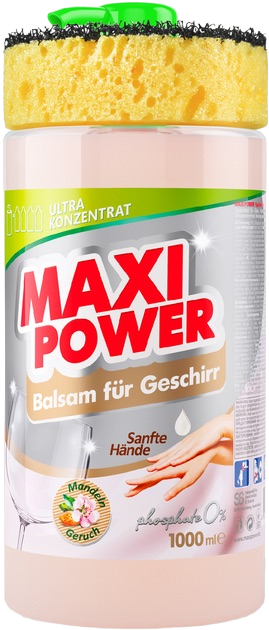 ULTRA
KONZENTRAT
MAXI
POWER
Balsam für Geschirr
Sanfte
Hände
Mandeln
Geruch
phosphate 0%
1000 ml e